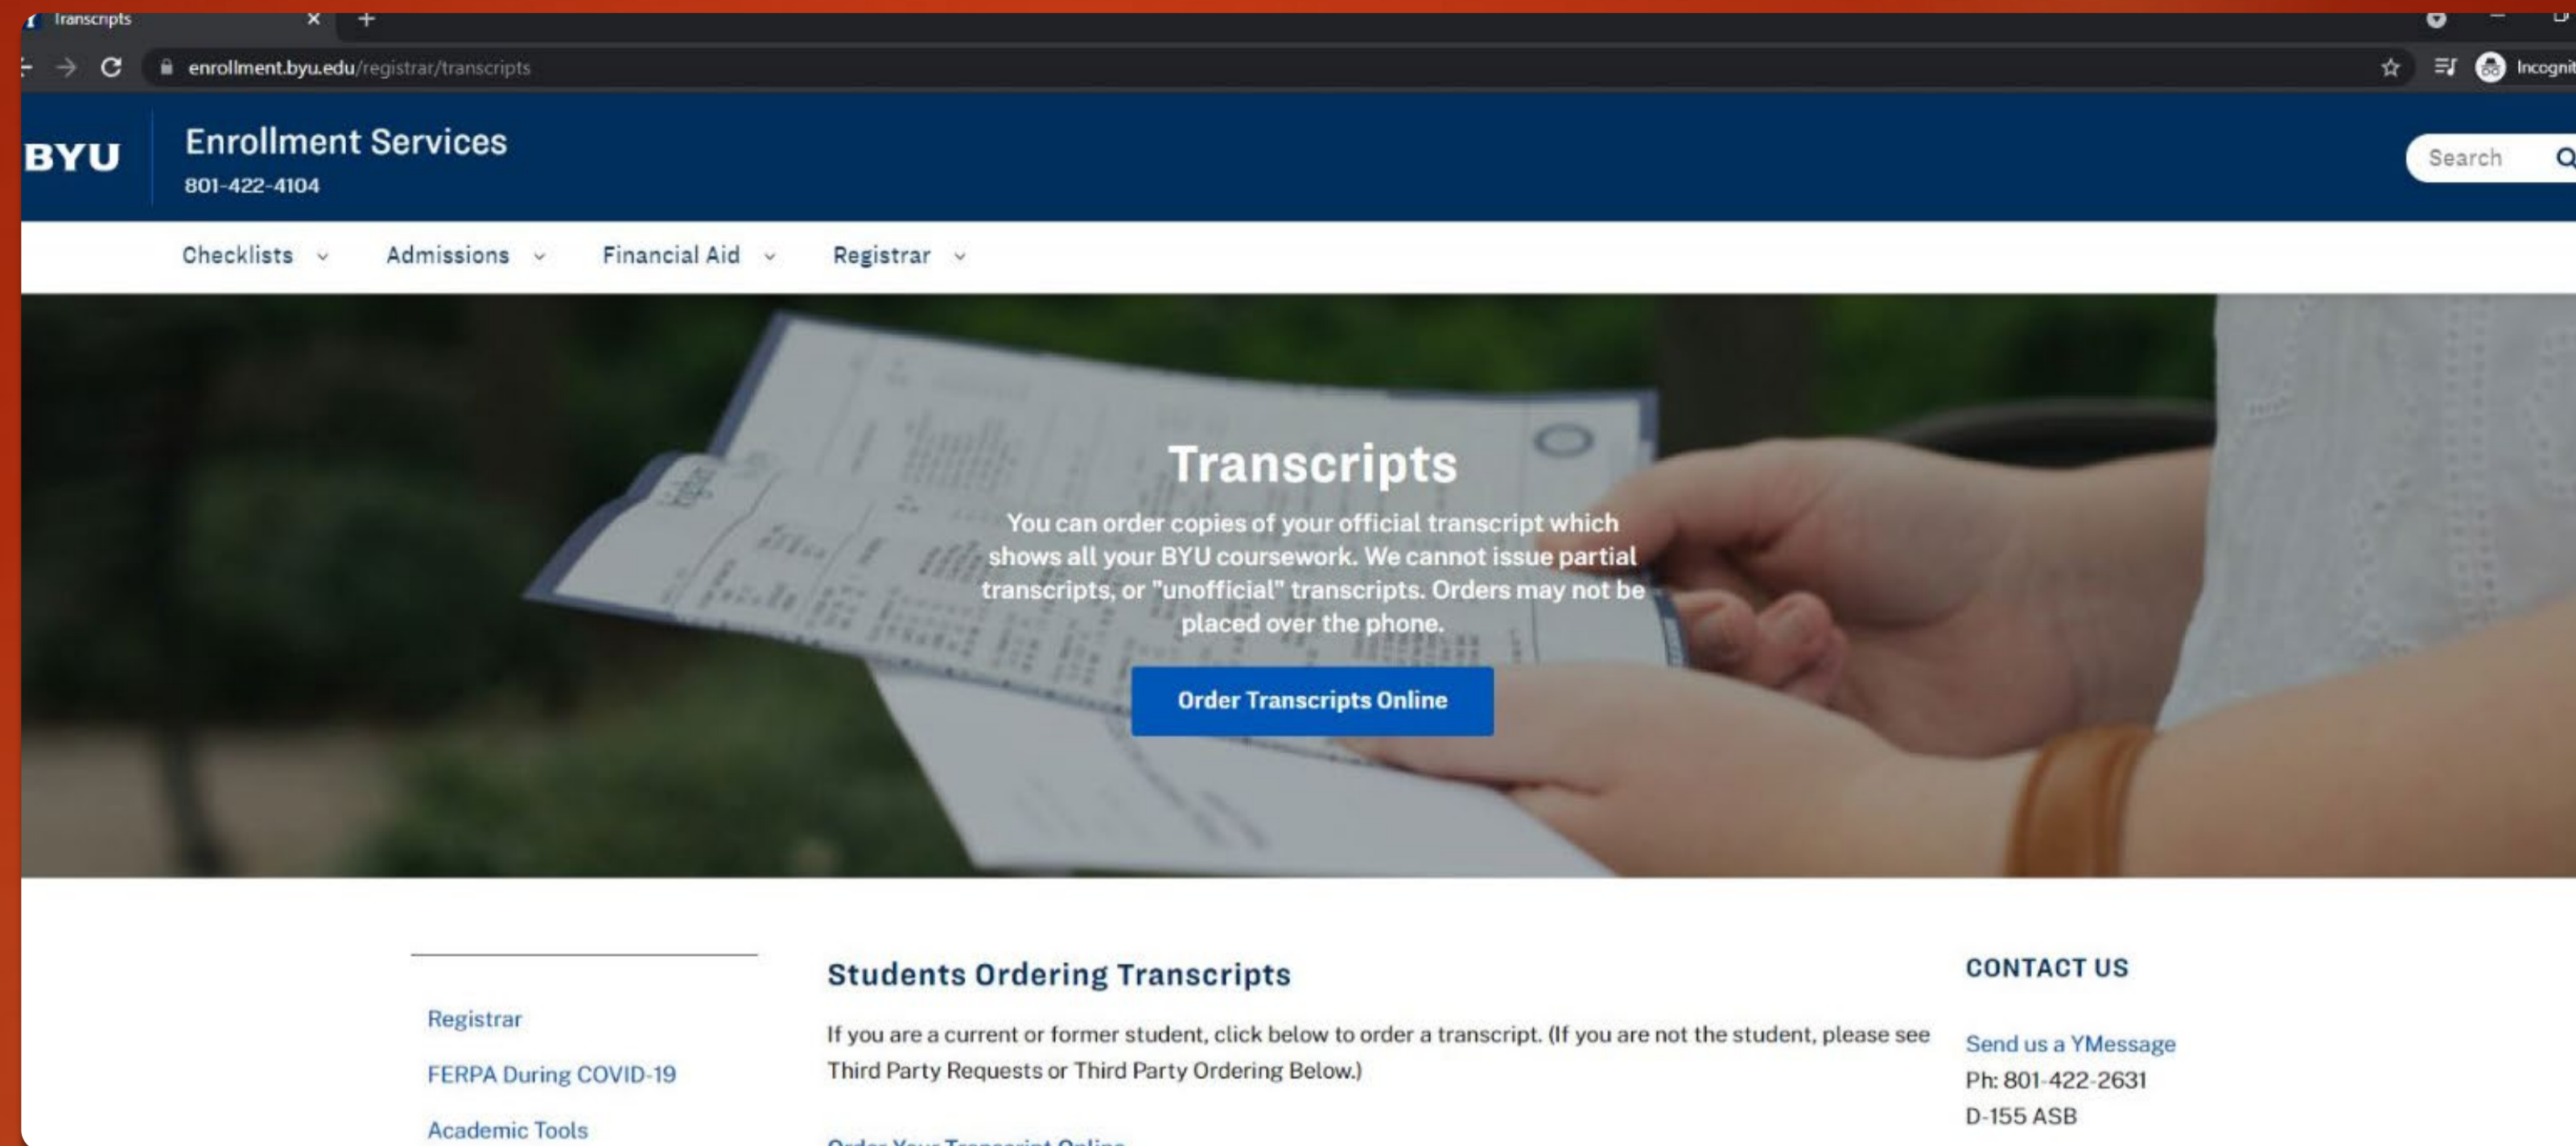 Transcripts
enrollment.byu.edu/registrar/transcripts
BYU
Enrollment Services
801-422-4104
Search
Checklists
Admissions
Financial Aid
Registrar
Transcripts
You can order copies of your official transcript which
shows all your BYU coursework. We cannot issue partial
transcripts, or "unofficial" transcripts. Orders may not be
placed over the phone.
Order Transcripts Online
Registrar
FERPA During COVID-19
Academic Tools
Students Ordering Transcripts
If you are a current or former student, click below to order a transcript. (If you are not the student, please see
Third Party Requests or Third Party Ordering Below.)
Order Your Transcript Online
CONTACT US
Send us a YMessage
Ph: 801-422-2631
D-155 ASB